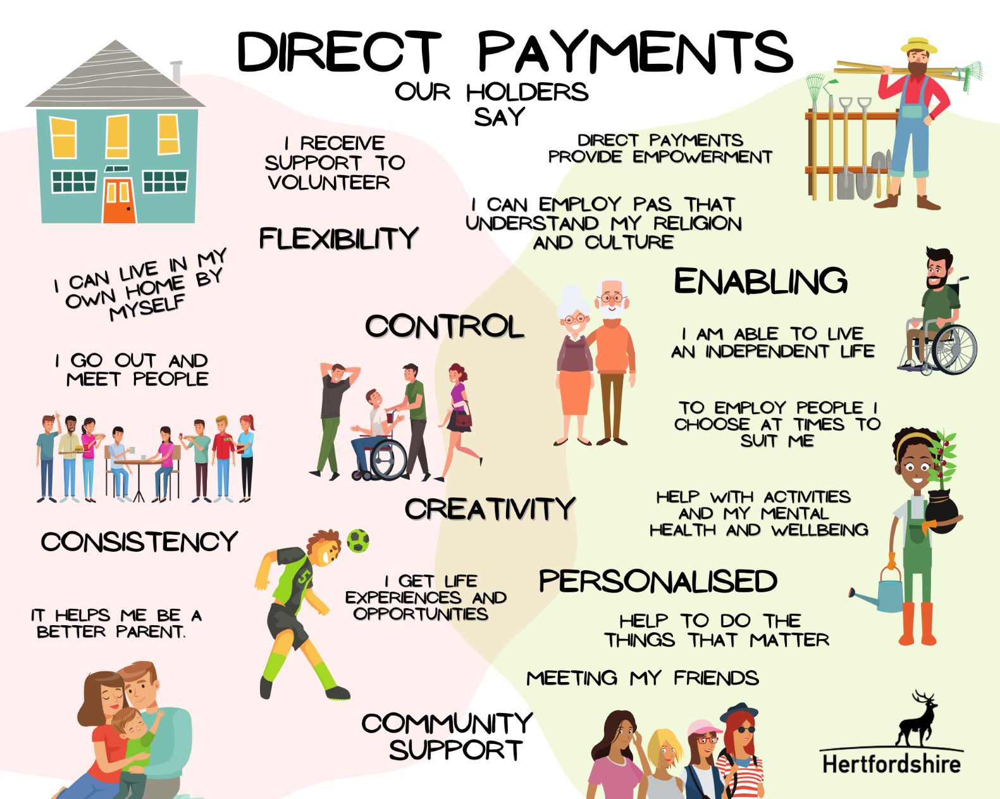 DIRECT PAYMENTS
OUR HOLDERS
SAY
I RECEIVE
SUPPORT TO
VOLUNTEER
DIRECT PAYMENTS
PROVIDE EMPOWERMENT
I CAN EMPLOY PAS THAT
UNDERSTAND MY RELIGION
AND CULTURE
FLEXIBILITY
I CAN LIVE IN MY
OWN HOME BY
MYSELF
ENABLING
CONTROL
I AM ABLE TO LIVE
AN INDEPENDENT LIFE
I GO OUT AND
MEET PEOPLE
TO EMPLOY PEOPLE I
CHOOSE AT TIMES TO
SUIT ME
CREATIVITY
HELP WITH ACTIVITIES
AND MY MENTAL
HEALTH AND WELLBEING
CONSISTENCY
5
I GET LIFE
EXPERIENCES AND
OPPORTUNITIES
PERSONALISED
IT HELPS ME BE A
BETTER PARENT.
HELP TO DO THE
THINGS THAT MATTER
MEETING MY FRIENDS
COMMUNITY
SUPPORT
Hertfordshire